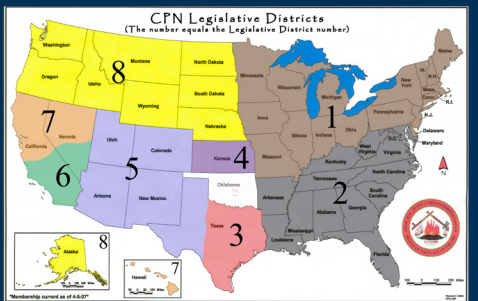 CPN Legislative Districts
(The number equals the Legislative District number)
Washington
Oregon
Idaho
Montana
North Dakota
South Dakota
Wyoming
Nebraska
8
Minnesota
Wisconsin
Michigan
Iowa
Illinois
Indiana
Ohio
Missouri
Pennsylvania
New York
Maine
VT.
N.H.
Mass.
Conn.
R.I.
N.J.
Delaware
Maryland
D.C.
1
7
California
Nevada
6
Utah
Colorado
Arizona
New Mexico
5
Kansas
4
Oklahoma
Texas
3
Kentucky
West Virginia
Virginia
Tennessee
North Carolina
South Carolina
Arkansas
Alabama
Georgia
Mississippi
Louisiana
Florida
2
N
Alaska
8
Hawaii
7
*Membership current as of 4-5-07*